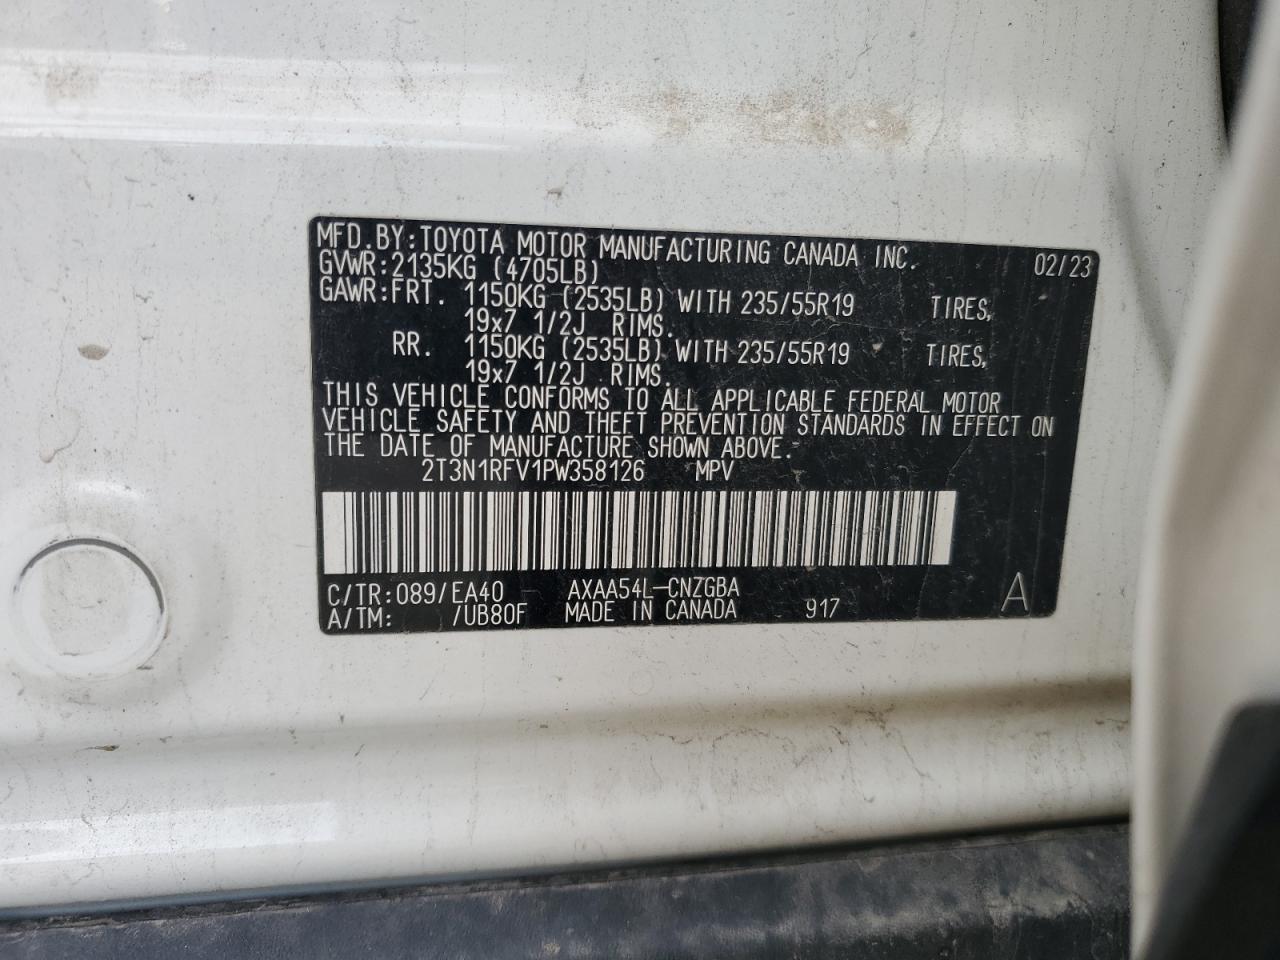 MFD.BY:TOYOTA MOTOR MANUFACTURING CANADA INC. 02/23
GVWR:2135KG (4705LB)
GAWR:FRT. 1150KG (2535LB) WITH 235/55R19 TIRES,
19x7 1/2J RIMS.
RR. 1150KG (2535LB) WITH 235/55R19 TIRES,
19x7 1/2J RIMS.
THIS VEHICLE CONFORMS TO ALL APPLICABLE FEDERAL MOTOR
VEHICLE SAFETY AND THEFT PREVENTION STANDARDS IN EFFECT ON
THE DATE OF MANUFACTURE SHOWN ABOVE.
2T3N1RFV1PW358126 MPV
C/TR:089/EA40 AXAA54L-CNZGBA
A/TM: /UB80F MADE IN CANADA 917 A